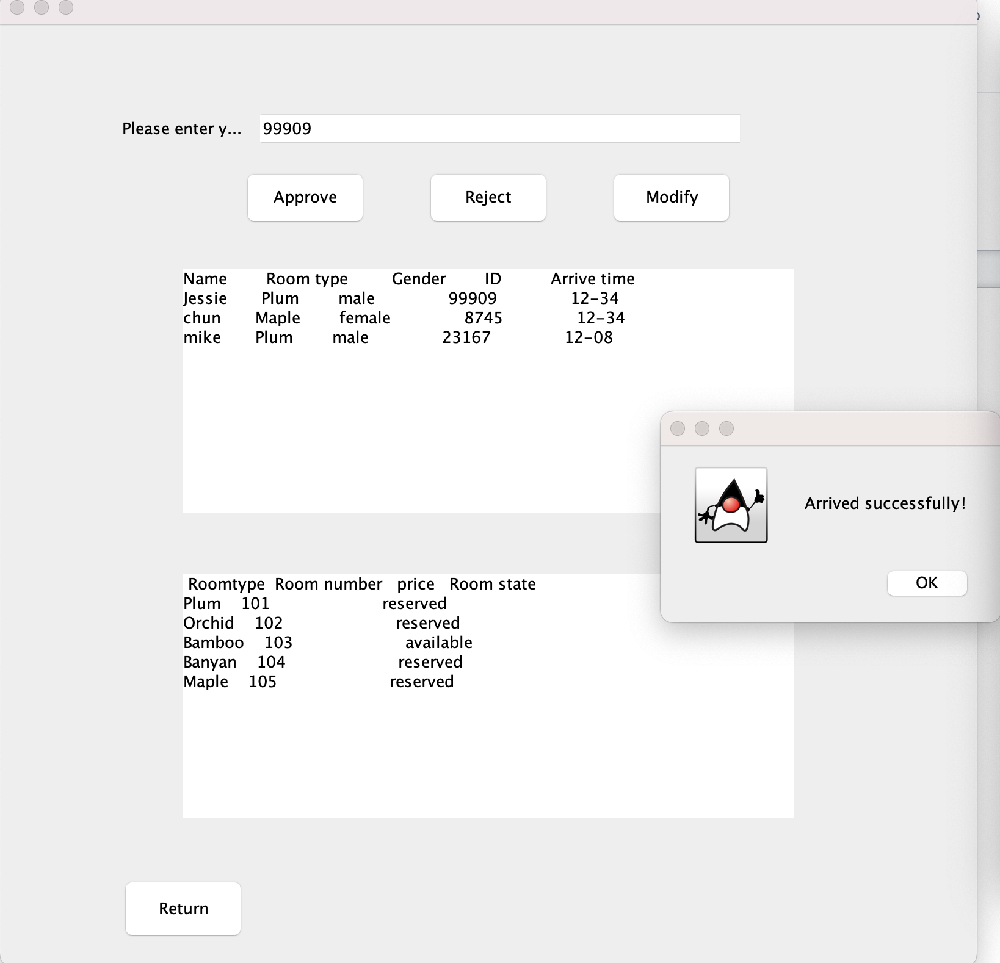 Please enter y... 99909
Approve Reject Modify
Name Room type Gender ID Arrive time
Jessie Plum male 99909 12-34
chun Maple female 8745 12-34
mike Plum male 23167 12-08
Arrived successfully!
OK
Roomtype Room number price Room state
Plum 101 reserved
Orchid 102 reserved
Bamboo 103 available
Banyan 104 reserved
Maple 105 reserved
Return